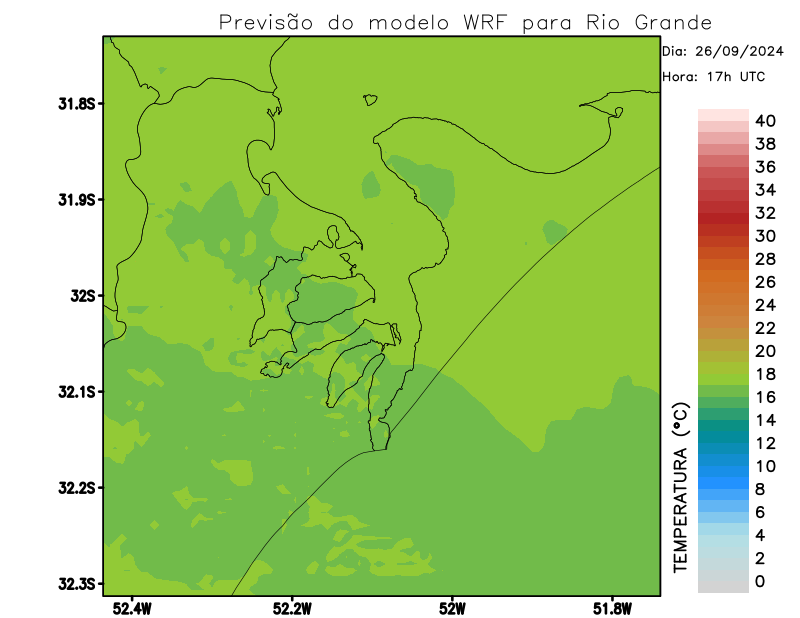 Previsão do modelo WRF para Rio Grande
Dia: 26/09/2024
Hora: 17h UTC
31.8S
31.9S
32S
32.1S
32.2S
32.3S
52.4W
52.2W
52W
51.8W
TEMPERATURA (°C)
40
38
36
34
32
30
28
26
24
22
20
18
16
14
12
10
8
6
4
2
0